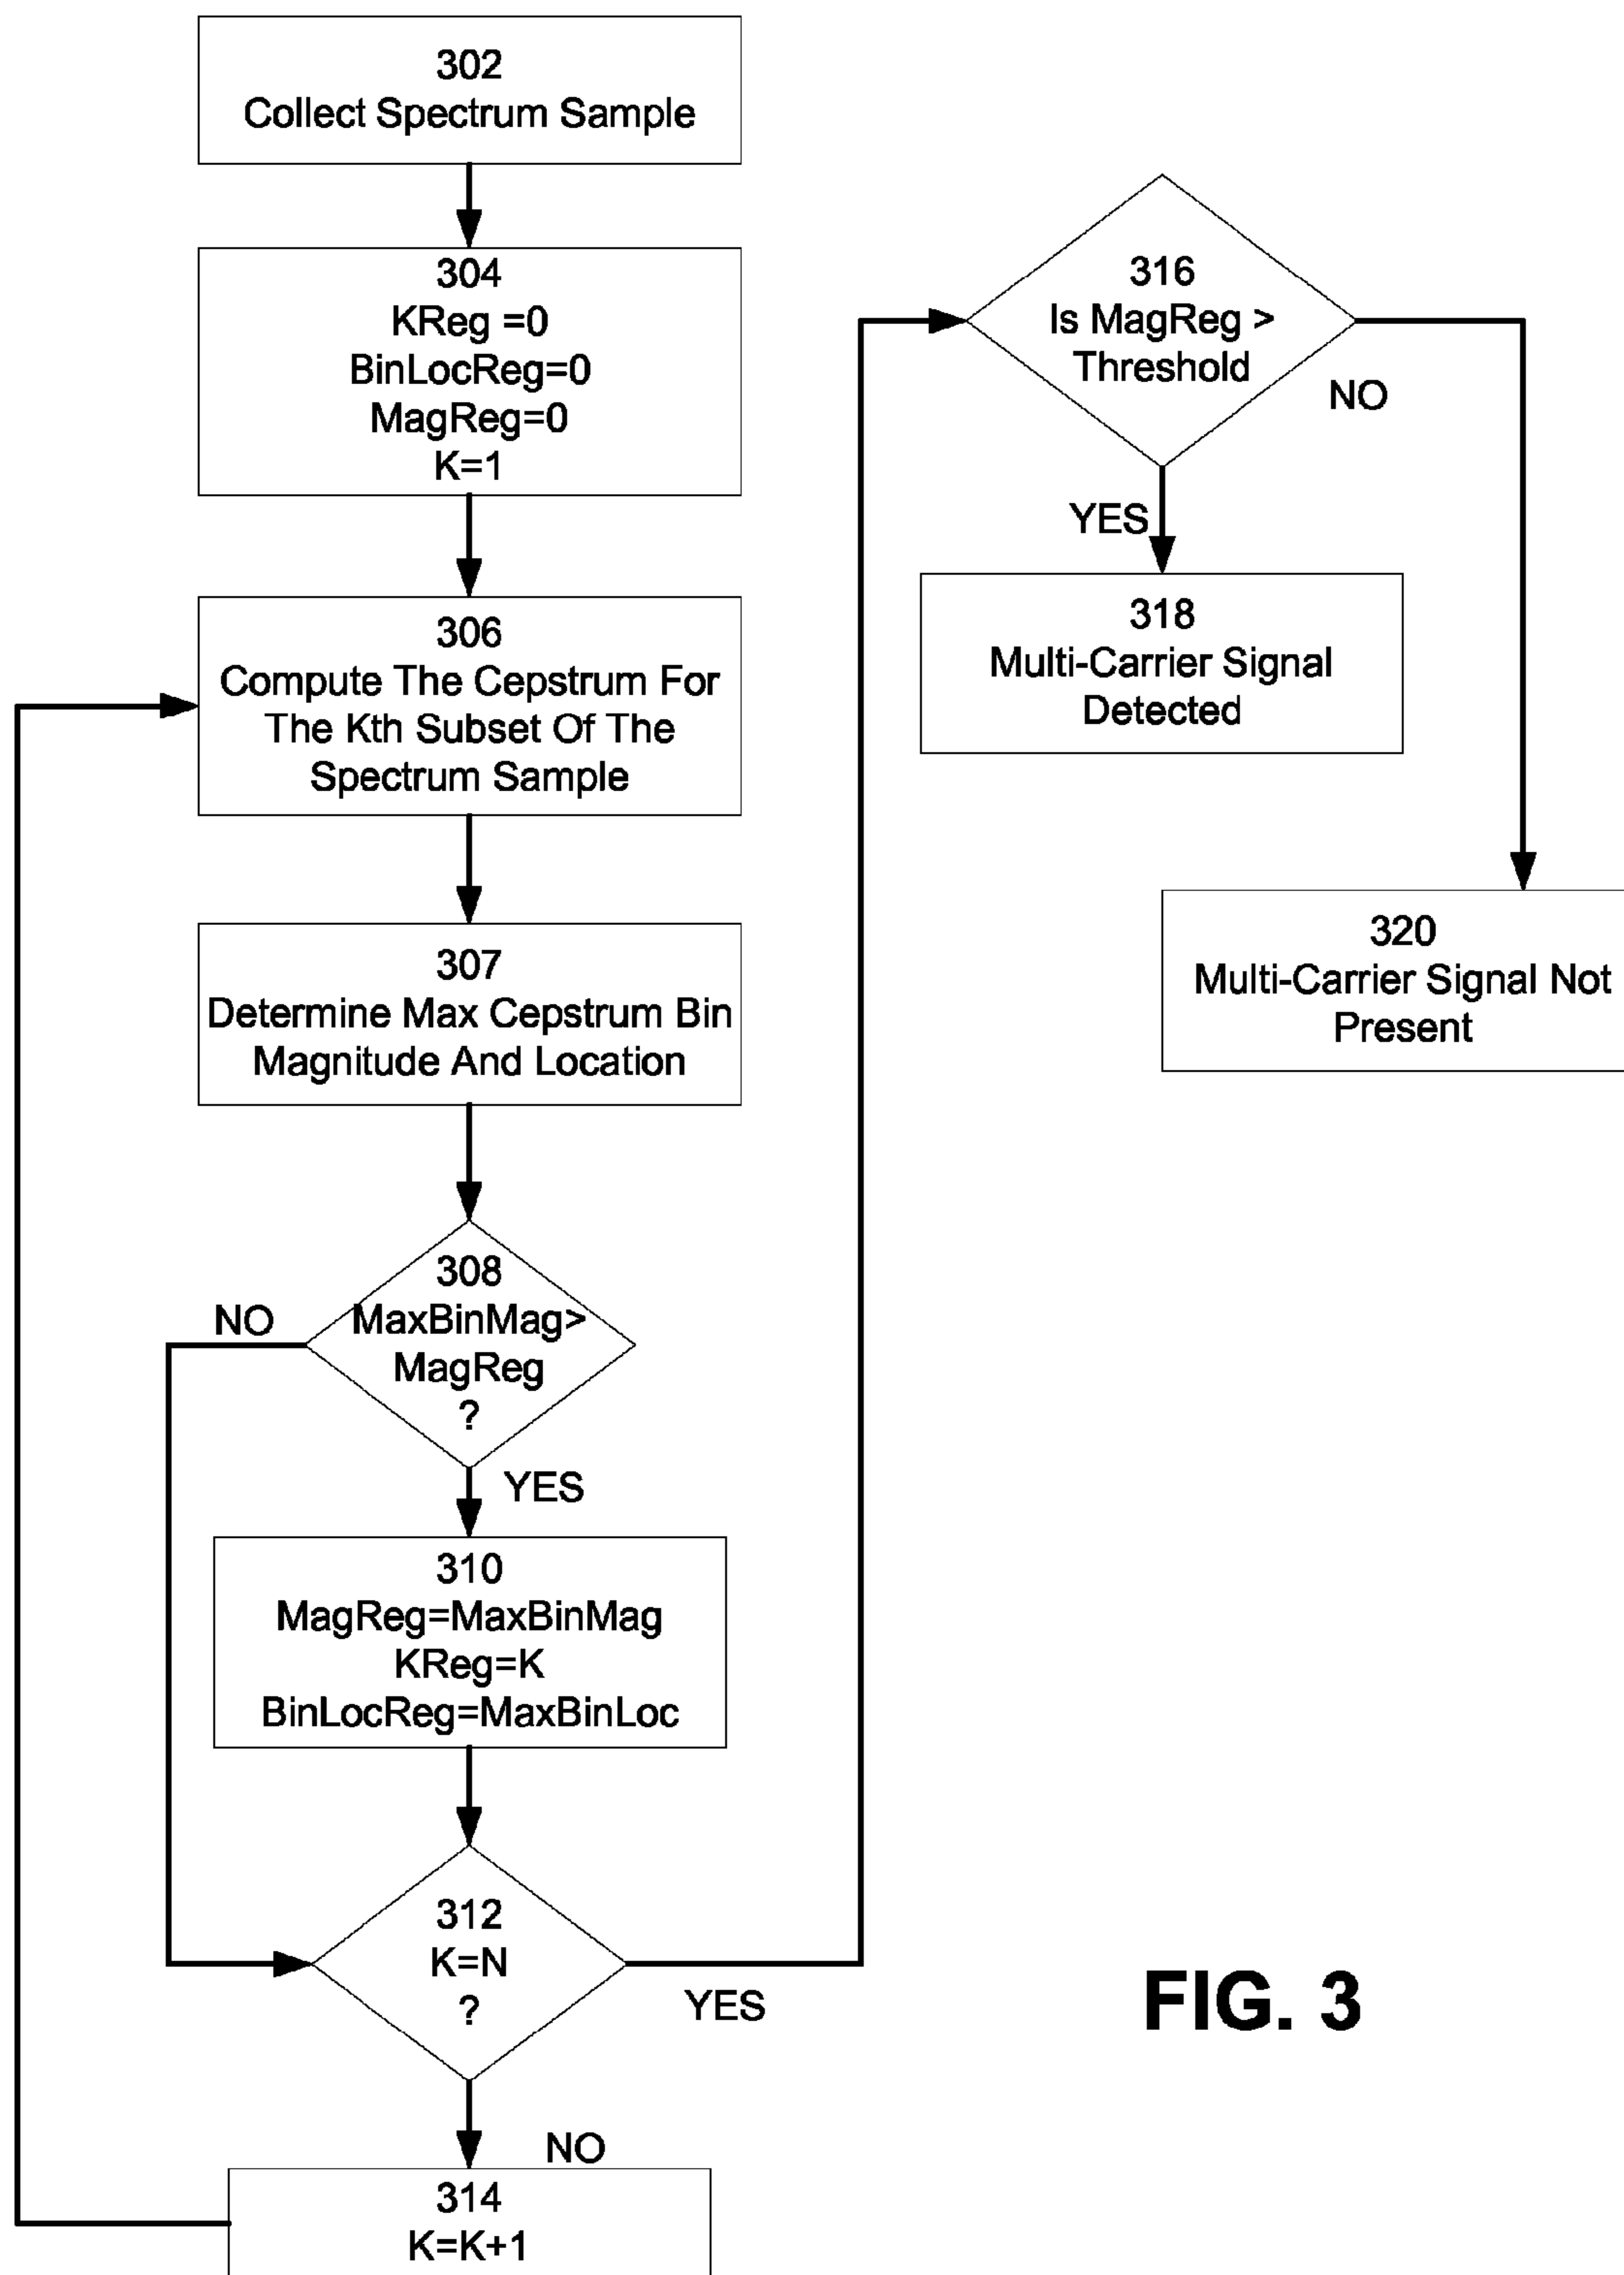 302
Collect Spectrum Sample
304
KReg =0
BinLocReg=0
MagReg=0
K=1
306
Compute The Cepstrum For
The Kth Subset Of The
Spectrum Sample
307
Determine Max Cepstrum Bin
Magnitude And Location
308
MaxBinMag>
MagReg
?
NO
YES
310
MagReg=MaxBinMag
KReg=K
BinLocReg=MaxBinLoc
312
K=N
?
YES
NO
314
K=K+1
316
Is MagReg >
Threshold
NO
YES
318
Multi-Carrier Signal
Detected
320
Multi-Carrier Signal Not
Present
FIG. 3